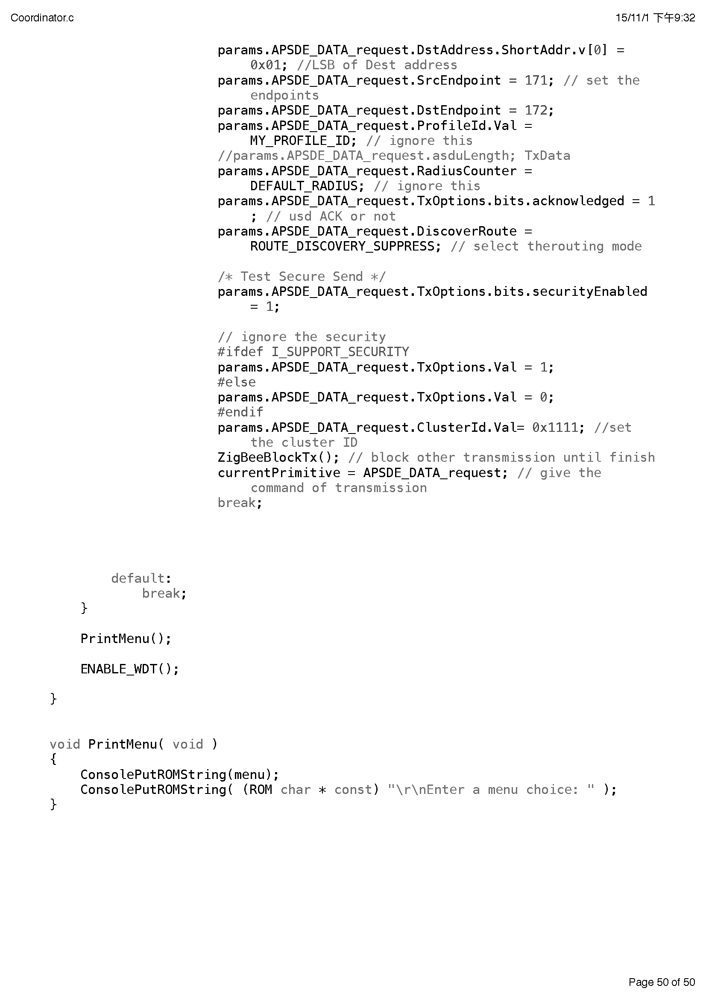 Coordinator.c
15/11/1 下午9:32
params.APSDE_DATA_request.DstAddress.ShortAddr.v[0] =
0x01; //LSB of Dest address
params.APSDE_DATA_request.SrcEndpoint = 171; // set the
endpoints
params.APSDE_DATA_request.DstEndpoint = 172;
params.APSDE_DATA_request.ProfileId.Val =
MY_PROFILE_ID; // ignore this
//params.APSDE_DATA_request.asduLength; TxData
params.APSDE_DATA_request.RadiusCounter =
DEFAULT_RADIUS; // ignore this
params.APSDE_DATA_request.TxOptions.bits.acknowledged = 1
; // usd ACK or not
params.APSDE_DATA_request.DiscoverRoute =
ROUTE_DISCOVERY_SUPPRESS; // select therouting mode
/* Test Secure Send */
params.APSDE_DATA_request.TxOptions.bits.securityEnabled
= 1;
// ignore the security
#ifdef I_SUPPORT_SECURITY
params.APSDE_DATA_request.TxOptions.Val = 1;
#else
params.APSDE_DATA_request.TxOptions.Val = 0;
#endif
params.APSDE_DATA_request.ClusterId.Val= 0x1111; //set
the cluster ID
ZigBeeBlockTx(); // block other transmission until finish
currentPrimitive = APSDE_DATA_request; // give the
command of transmission
break;
default:
break;
}
PrintMenu();
ENABLE_WDT();
}
void PrintMenu( void )
{
ConsolePutROMString(menu);
ConsolePutROMString( (ROM char * const) "\r\nEnter a menu choice: " );
}
Page 50 of 50